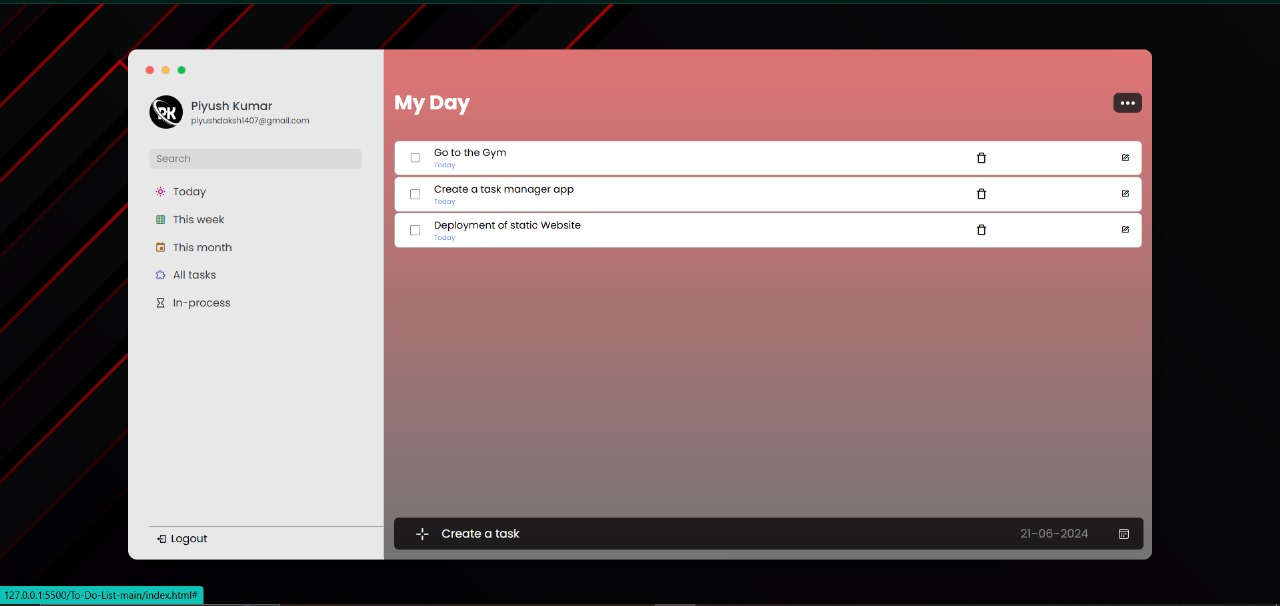 PK
Piyush Kumar
piyushdaksh1407@gmail.com
Search
Today
This week
This month
All tasks
In-process
Logout
My Day
Go to the Gym
Today
Create a task manager app
Today
Deployment of static Website
Today
Create a task
21-06-2024
127.0.0.1:5500/To-Do-List-main/index.html#